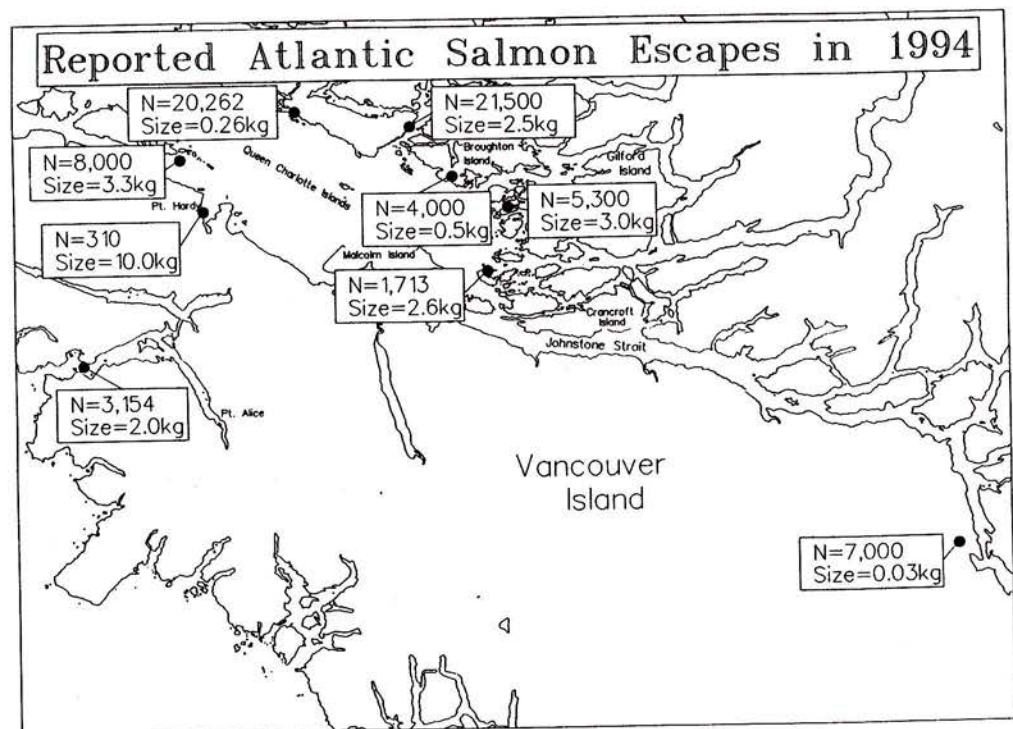 Reported Atlantic Salmon Escapes in 1994
N=20,262
Size=0.26kg
N=21,500
Size=2.5kg
N=8,000
Size=3.3kg
Queen Charlotte Islands
Broughton
Island
Gilford
Island
Pt. Hardy
N=4,000
Size=0.5kg
N=5,300
Size=3.0kg
N=310
Size=10.0kg
Malcolm Island
N=1,713
Size=2.6kg
Crancroft
Island
Johnstone Strait
N=3,154
Size=2.0kg
Pt. Alice
Vancouver
Island
N=7,000
Size=0.03kg